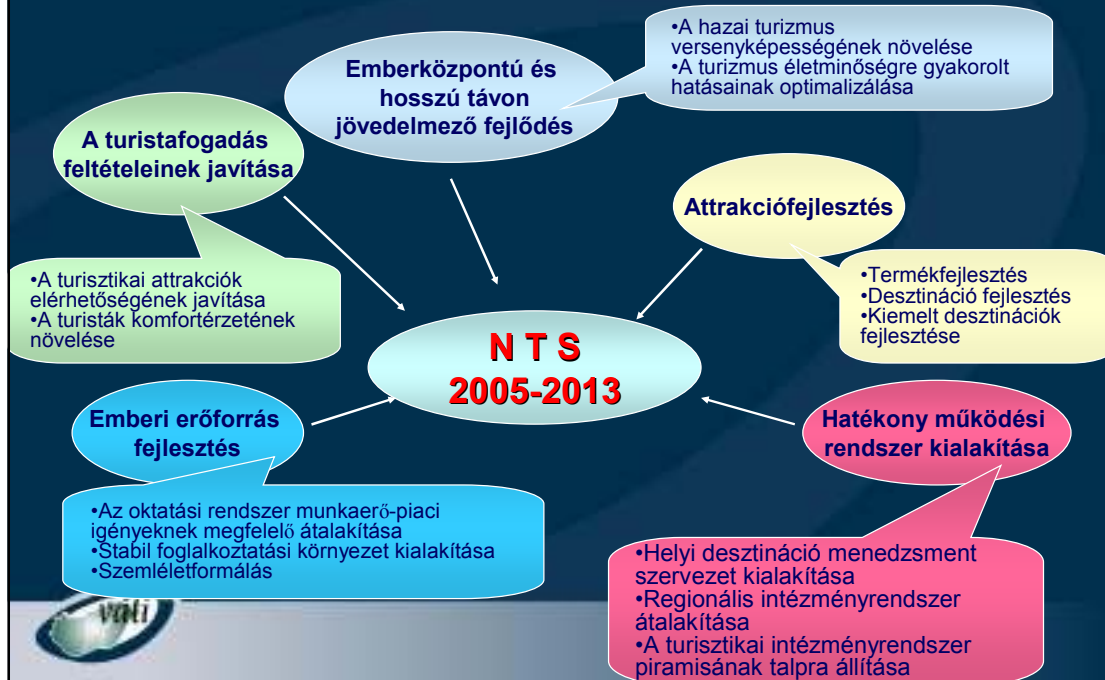 •A hazai turizmus
versenyképességének növelése
•A turizmus életminőségre gyakorolt
hatásainak optimalizálása
Emberközpontú és
hosszú távon
jövedelmező fejlődés
A turistafogadás
feltételeinek javítása
Attrakciófejlesztés
•A turisztikai attrakciók
elérhetőségének javítása
•A turisták komfortérzetének
növelése
•Termékfejlesztés
•Desztináció fejlesztés
•Kiemelt desztinációk
fejlesztése
N T S
2005-2013
Emberi erőforrás
fejlesztés
Hatékony működési
rendszer kialakítása
•Az oktatási rendszer munkaerő-piaci
igényeknek megfelelő átalakítása
•Stabil foglalkoztatási környezet kialakítása
•Szemléletformálás
•Helyi desztináció menedzsment
szervezet kialakítása
•Regionális intézményrendszer
átalakítása
•A turisztikai intézményrendszer
piramisának talpra állítása
váti